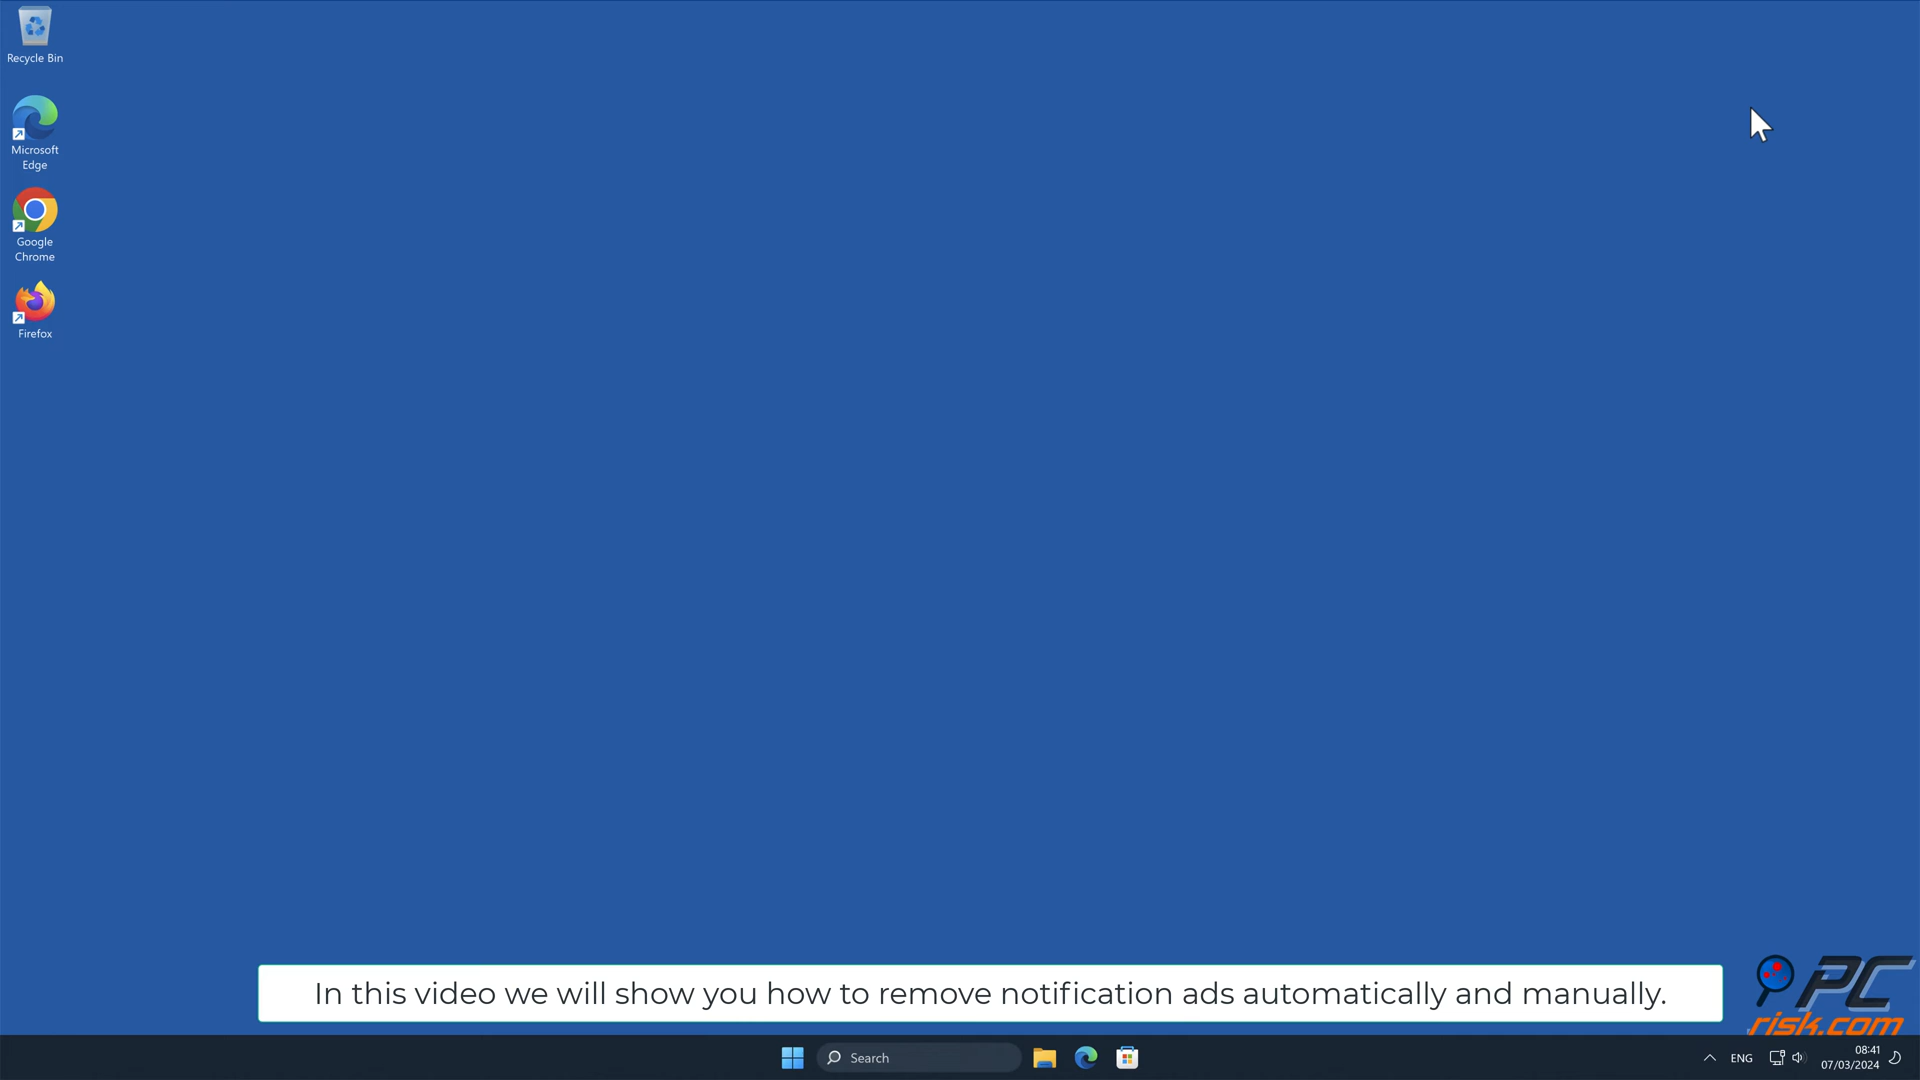 Recycle Bin
Microsoft
Edge
Google
Chrome
Firefox
In this video we will show you how to remove notification ads automatically and manually.
PC
risk.com
Search
ENG
08:41
07/03/2024